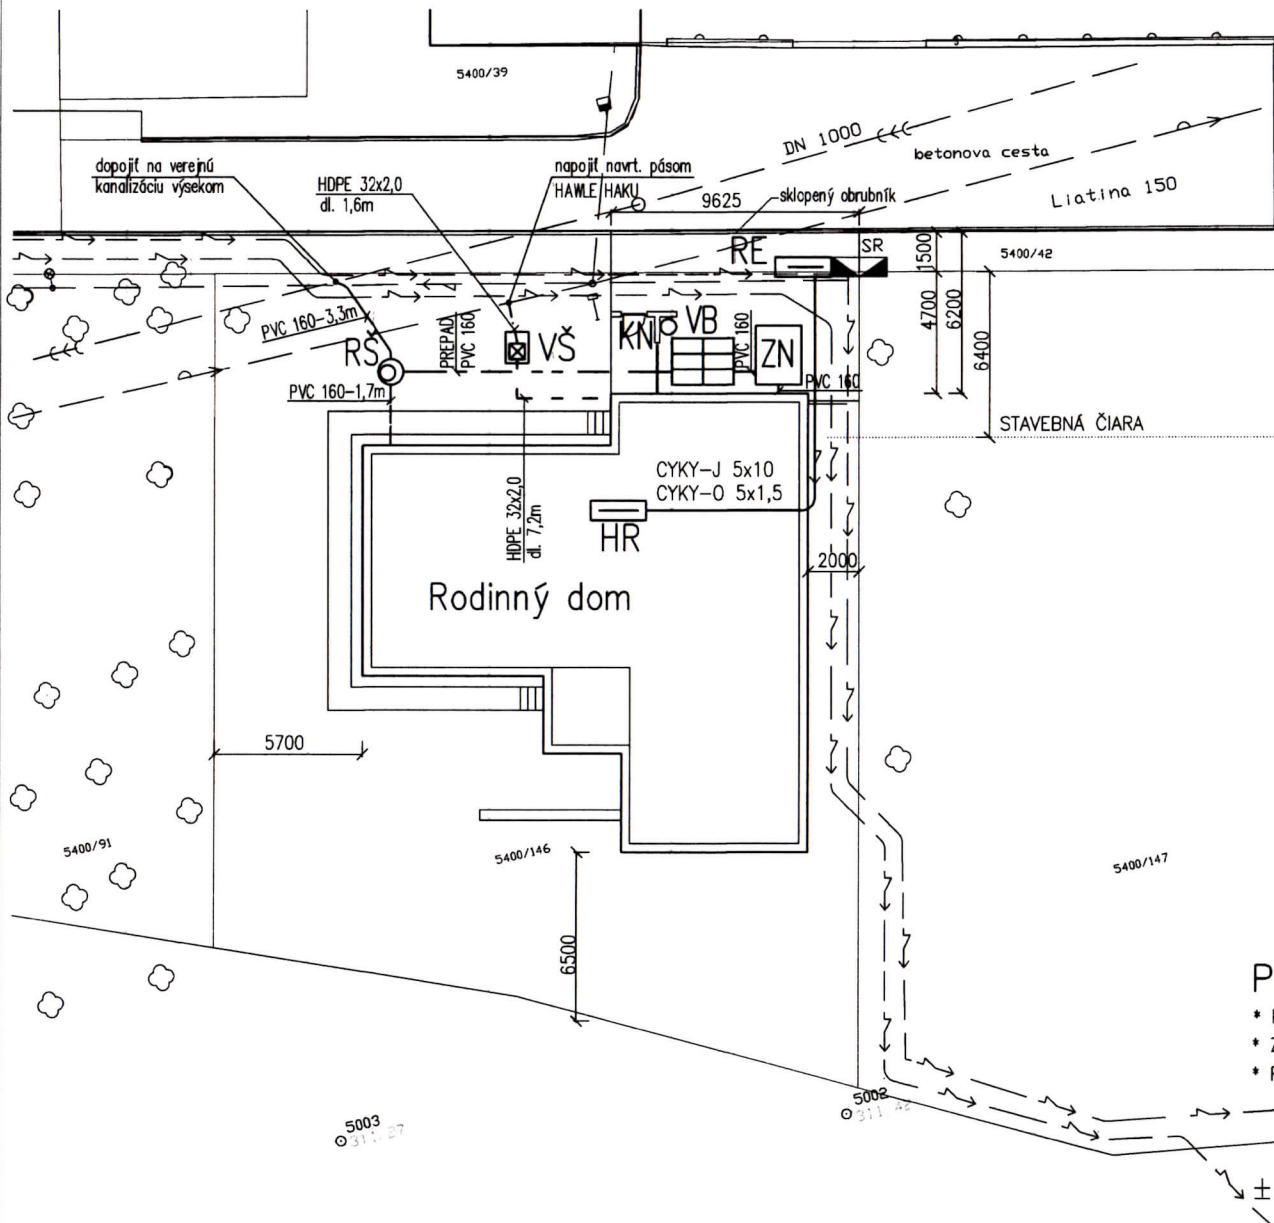 5400/39
dopojiť na verejnú
kanalizáciu výsekom
HDPE 32x2,0
dl. 1,6m
napojiť navrt. pásom
HAWLE HAKU
DN 1000
betonova cesta
Liatina 150
9625
sklopený obrubník
RE
SR
1500
5400/42
4700
6200
6400
PVC 160-3,3m
RŠ
PREPAD
PVC 160
VŠ
KN
VB
PVC 160
ZN
PVC 160-1,7m
PVC 160
STAVEBNÁ ČIARA
CYKY-J 5x10
CYKY-O 5x1,5
HDPE 32x2,0
dl. 7,2m
HR
2000
Rodinný dom
5700
5400/91
5400/146
5400/147
6500
P
*
*
*
5003
311.27
5002
311.42
±